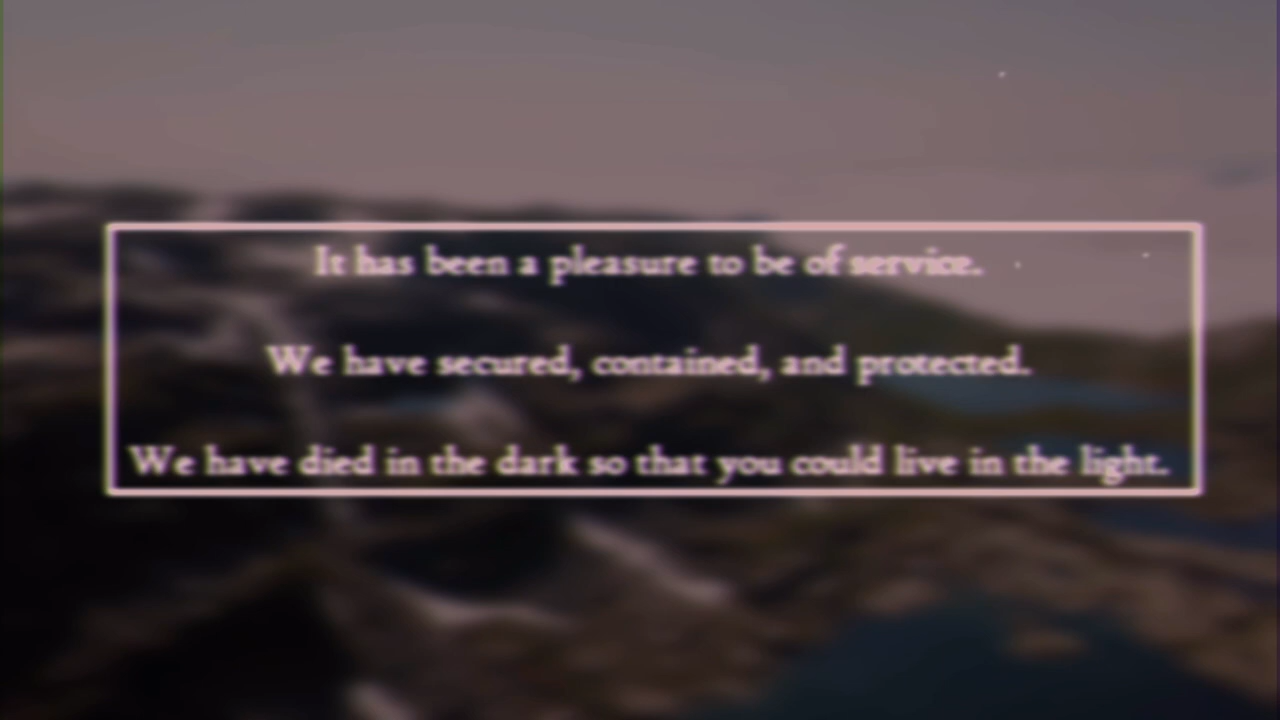 It has been a pleasure to be of service.
We have secured, contained, and protected.
We have died in the dark so that you could live in the light.